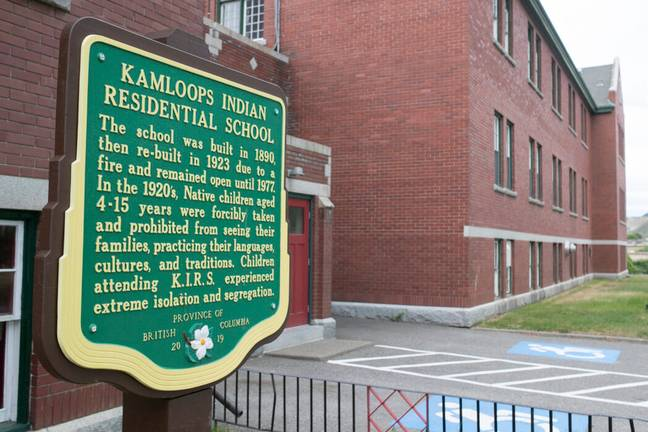 KAMLOOPS INDIAN
RESIDENTIAL SCHOOL
The school was built in 1890,
then re-built in 1923 due to a
fire and remained open until 1977.
In the 1920's, Native children aged
4-15 years were forcibly taken
and prohibited from seeing their
families, practicing their languages,
cultures, and traditions. Children
attending K.I.R.S. experienced
extreme isolation and segregation.
PROVINCE OF
BRITISH COLUMBIA
2019